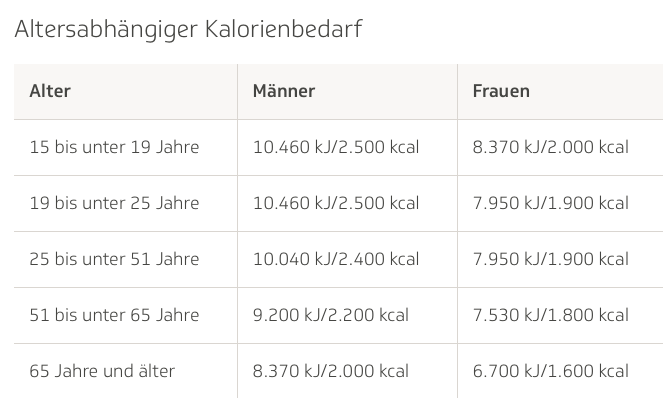 Altersabhängiger Kalorienbedarf
Alter Männer Frauen
15 bis unter 19 Jahre 10.460 kJ/2.500 kcal 8.370 kJ/2.000 kcal
19 bis unter 25 Jahre 10.460 kJ/2.500 kcal 7.950 kJ/1.900 kcal
25 bis unter 51 Jahre 10.040 kJ/2.400 kcal 7.950 kJ/1.900 kcal
51 bis unter 65 Jahre 9.200 kJ/2.200 kcal 7.530 kJ/1.800 kcal
65 Jahre und älter 8.370 kJ/2.000 kcal 6.700 kJ/1.600 kcal